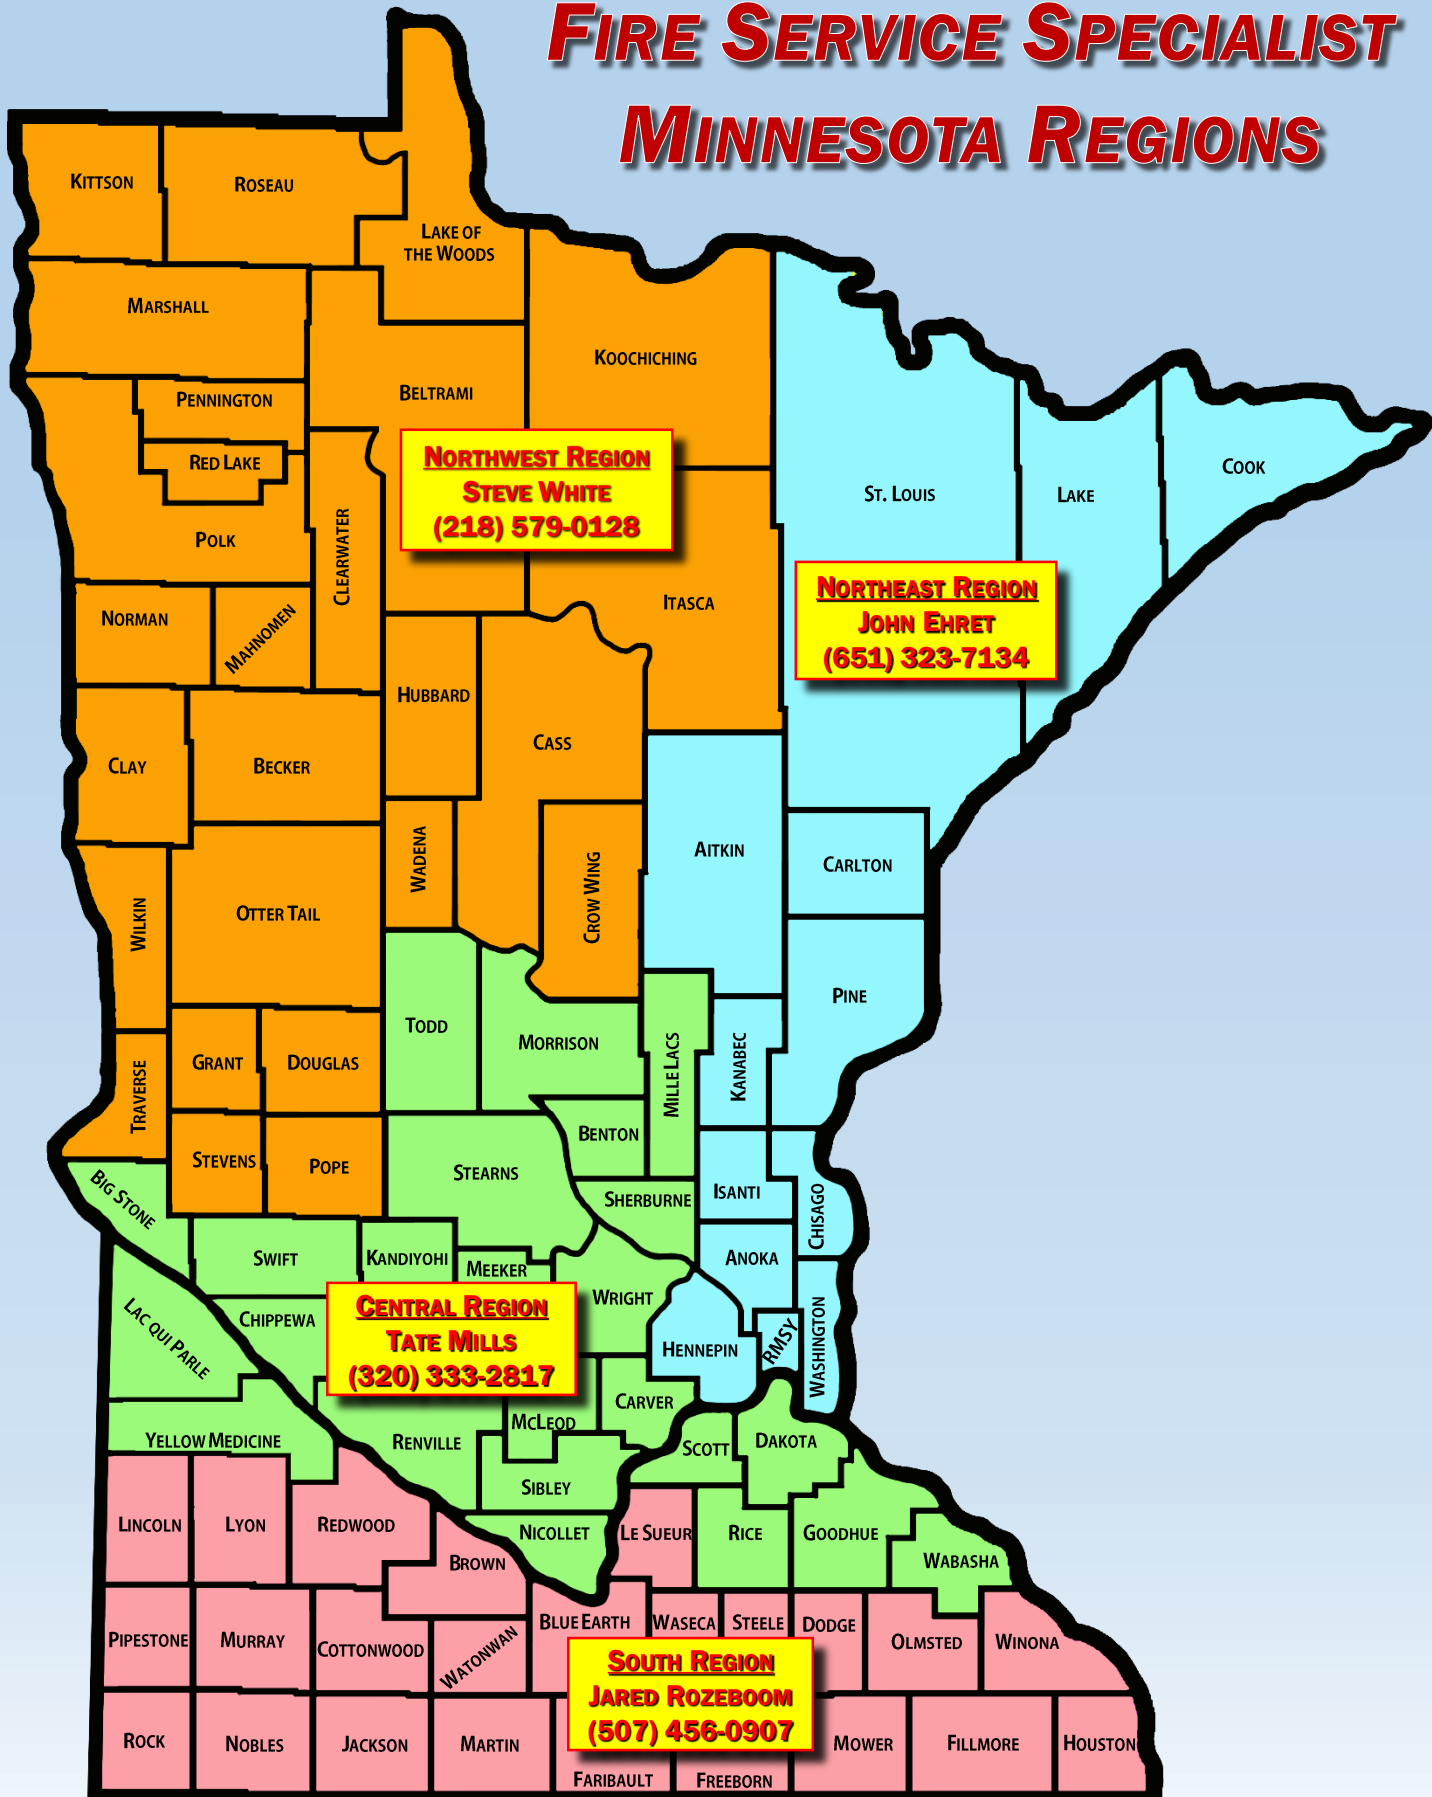 Fire Service Specialist
Minnesota Regions
Kittson
Roseau
Lake of
the Woods
Marshall
Koochiching
Beltrami
Pennington
Red Lake
Polk
Clearwater
Northwest Region
Steve White
(218) 579-0128
St. Louis
Lake
Cook
Northeast Region
John Ehret
(651) 323-7134
Itasca
Norman
Mahnomen
Hubbard
Cass
Clay
Becker
Wadena
Crow Wing
Aitkin
Carlton
Wilkin
Otter Tail
Pine
Todd
Morrison
Mille Lacs
Kanabec
Grant
Douglas
Traverse
Benton
Stevens
Pope
Stearns
Sherburne
Isanti
Chisago
Big Stone
Swift
Kandiyohi
Meeker
Anoka
Wright
Lac qui Parle
Chippewa
Central Region
Tate Mills
(320) 333-2817
Hennepin
RMSY
Washington
Carver
McLeod
Yellow Medicine
Renville
Scott
Dakota
Sibley
Lincoln
Lyon
Redwood
Nicollet
Le Sueur
Rice
Goodhue
Brown
Wabasha
Pipestone
Murray
Cottonwood
Watonwan
Blue Earth
Waseca
Steele
Dodge
Olmsted
Winona
South Region
Jared Rozeboom
(507) 456-0907
Rock
Nobles
Jackson
Martin
Faribault
Freeborn
Mower
Fillmore
Houston